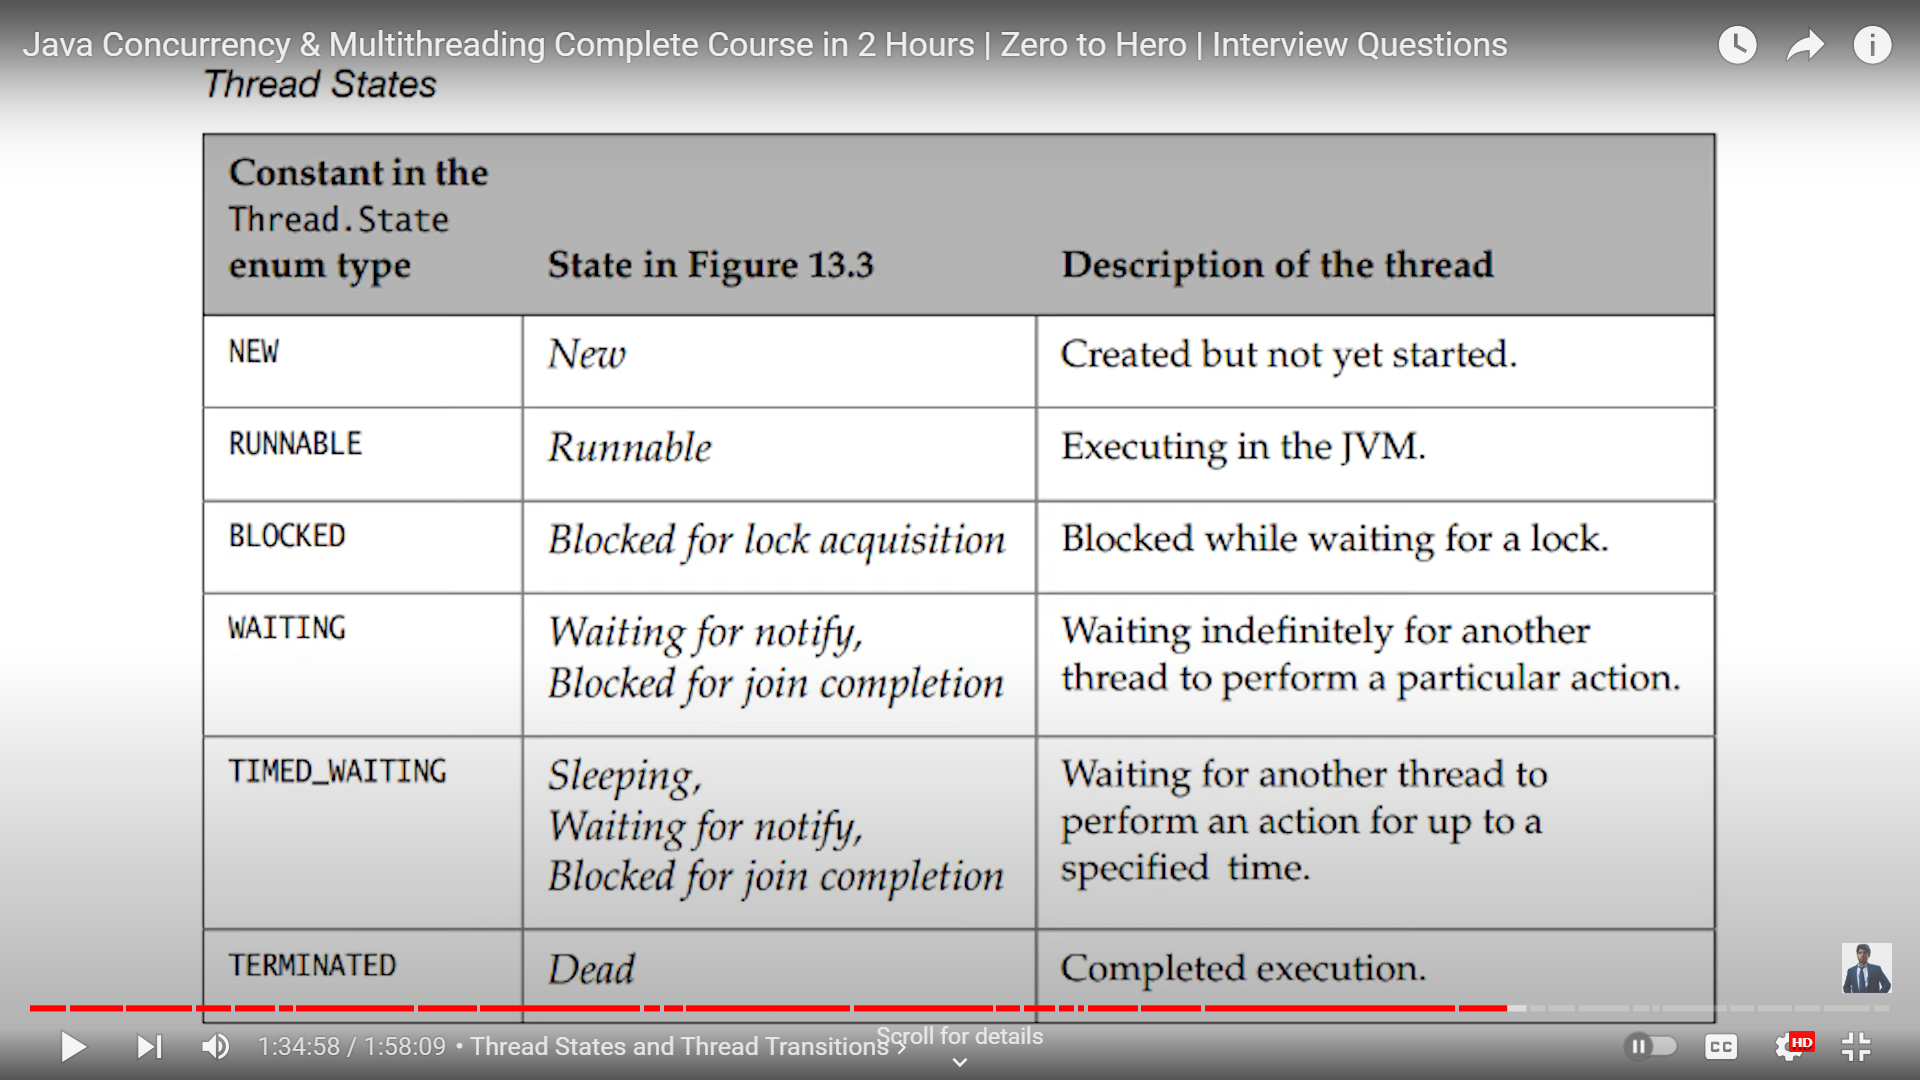 Java Concurrency & Multithreading Complete Course in 2 Hours | Zero to Hero | Interview Questions
Thread States
Constant in the
Thread.State
enum type
State in Figure 13.3
Description of the thread
NEW
New
Created but not yet started.
RUNNABLE
Runnable
Executing in the JVM.
BLOCKED
Blocked for lock acquisition
Blocked while waiting for a lock.
WAITING
Waiting for notify,
Blocked for join completion
Waiting indefinitely for another
thread to perform a particular action.
TIMED_WAITING
Sleeping,
Waiting for notify,
Blocked for join completion
Waiting for another thread to
perform an action for up to a
specified time.
TERMINATED
Dead
Completed execution.
1:34:58 / 1:58:09 • Thread States and Thread Transitions ›
Scroll for details
CC
HD